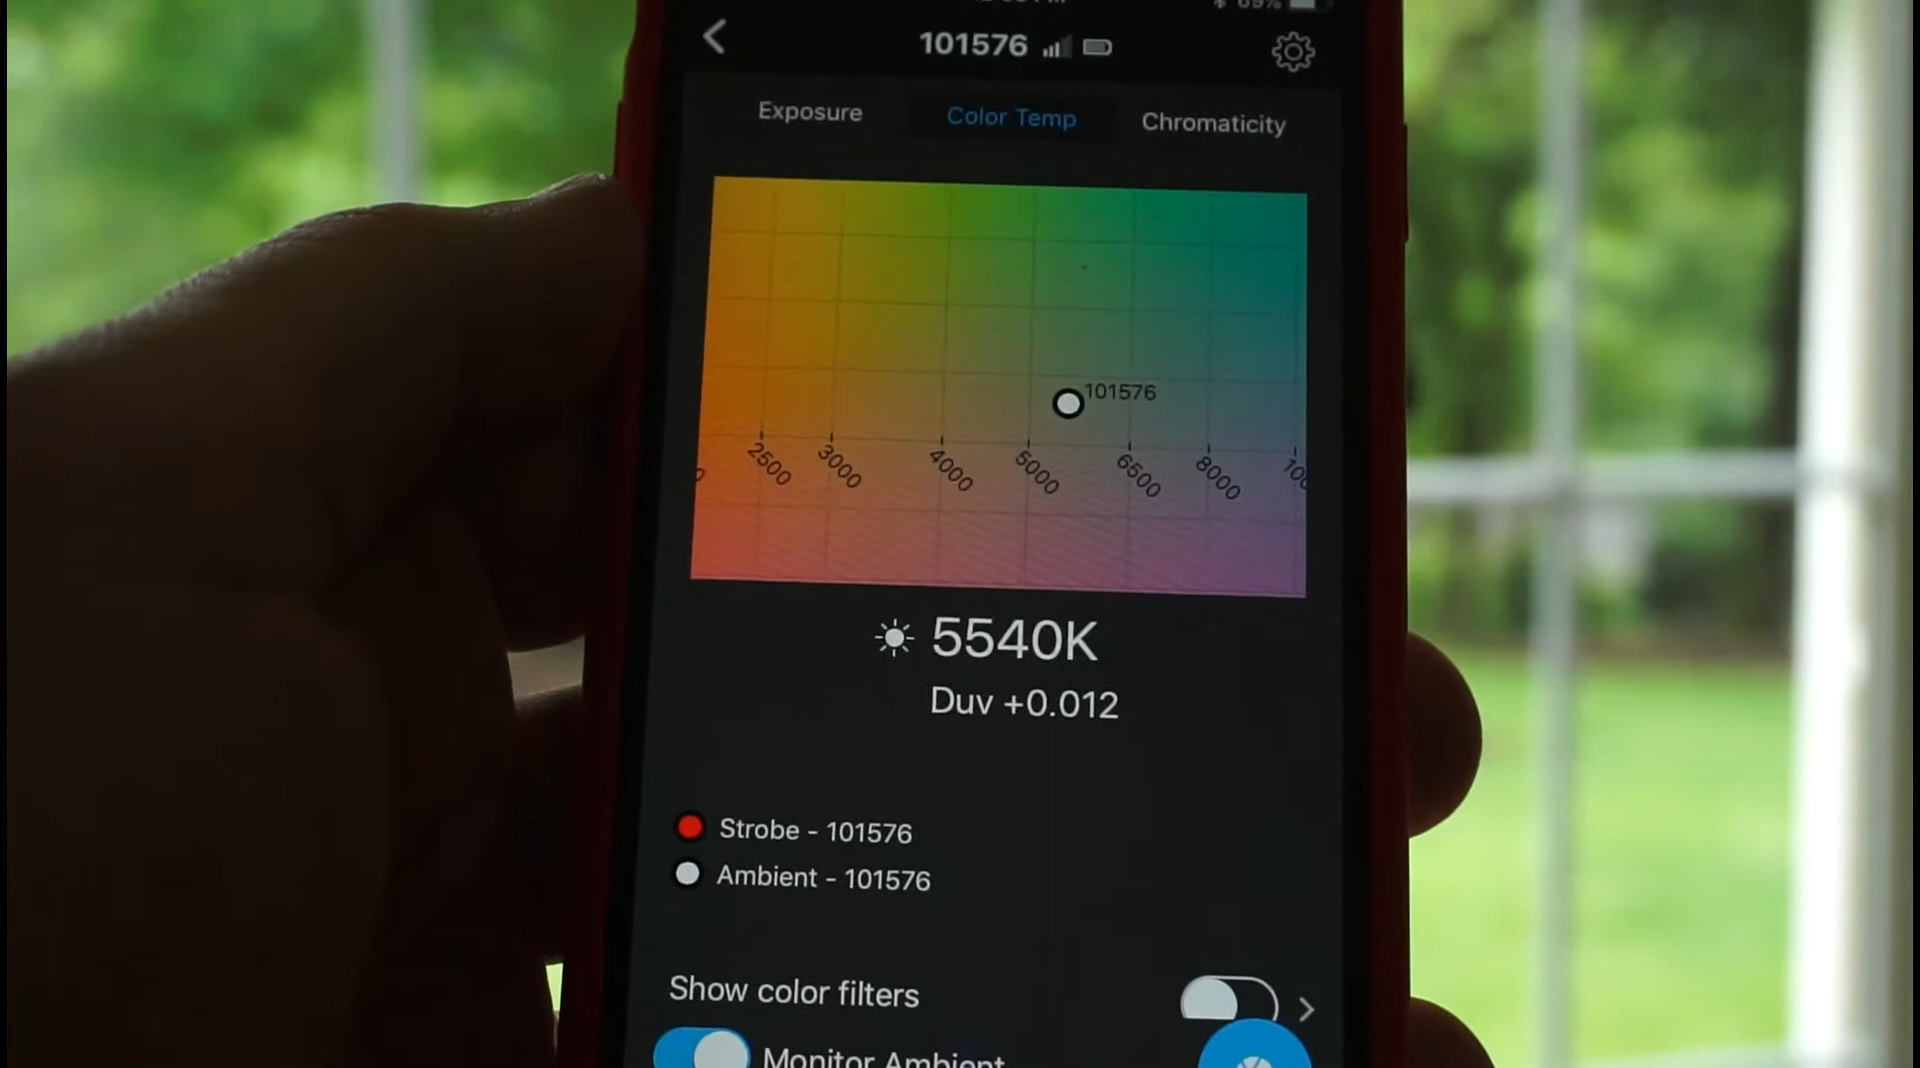 69%
101576
Exposure Color Temp Chromaticity
101576
2500 3000 4000 5000 6500 8000
5540K
Duv +0.012
Strobe - 101576
Ambient - 101576
Show color filters
Monitor Ambient